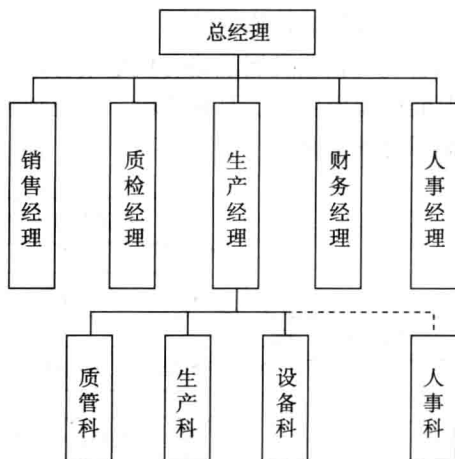 总经理
销售经理
质检经理
生产经理
财务经理
人事经理
质管科
生产科
设备科
人事科